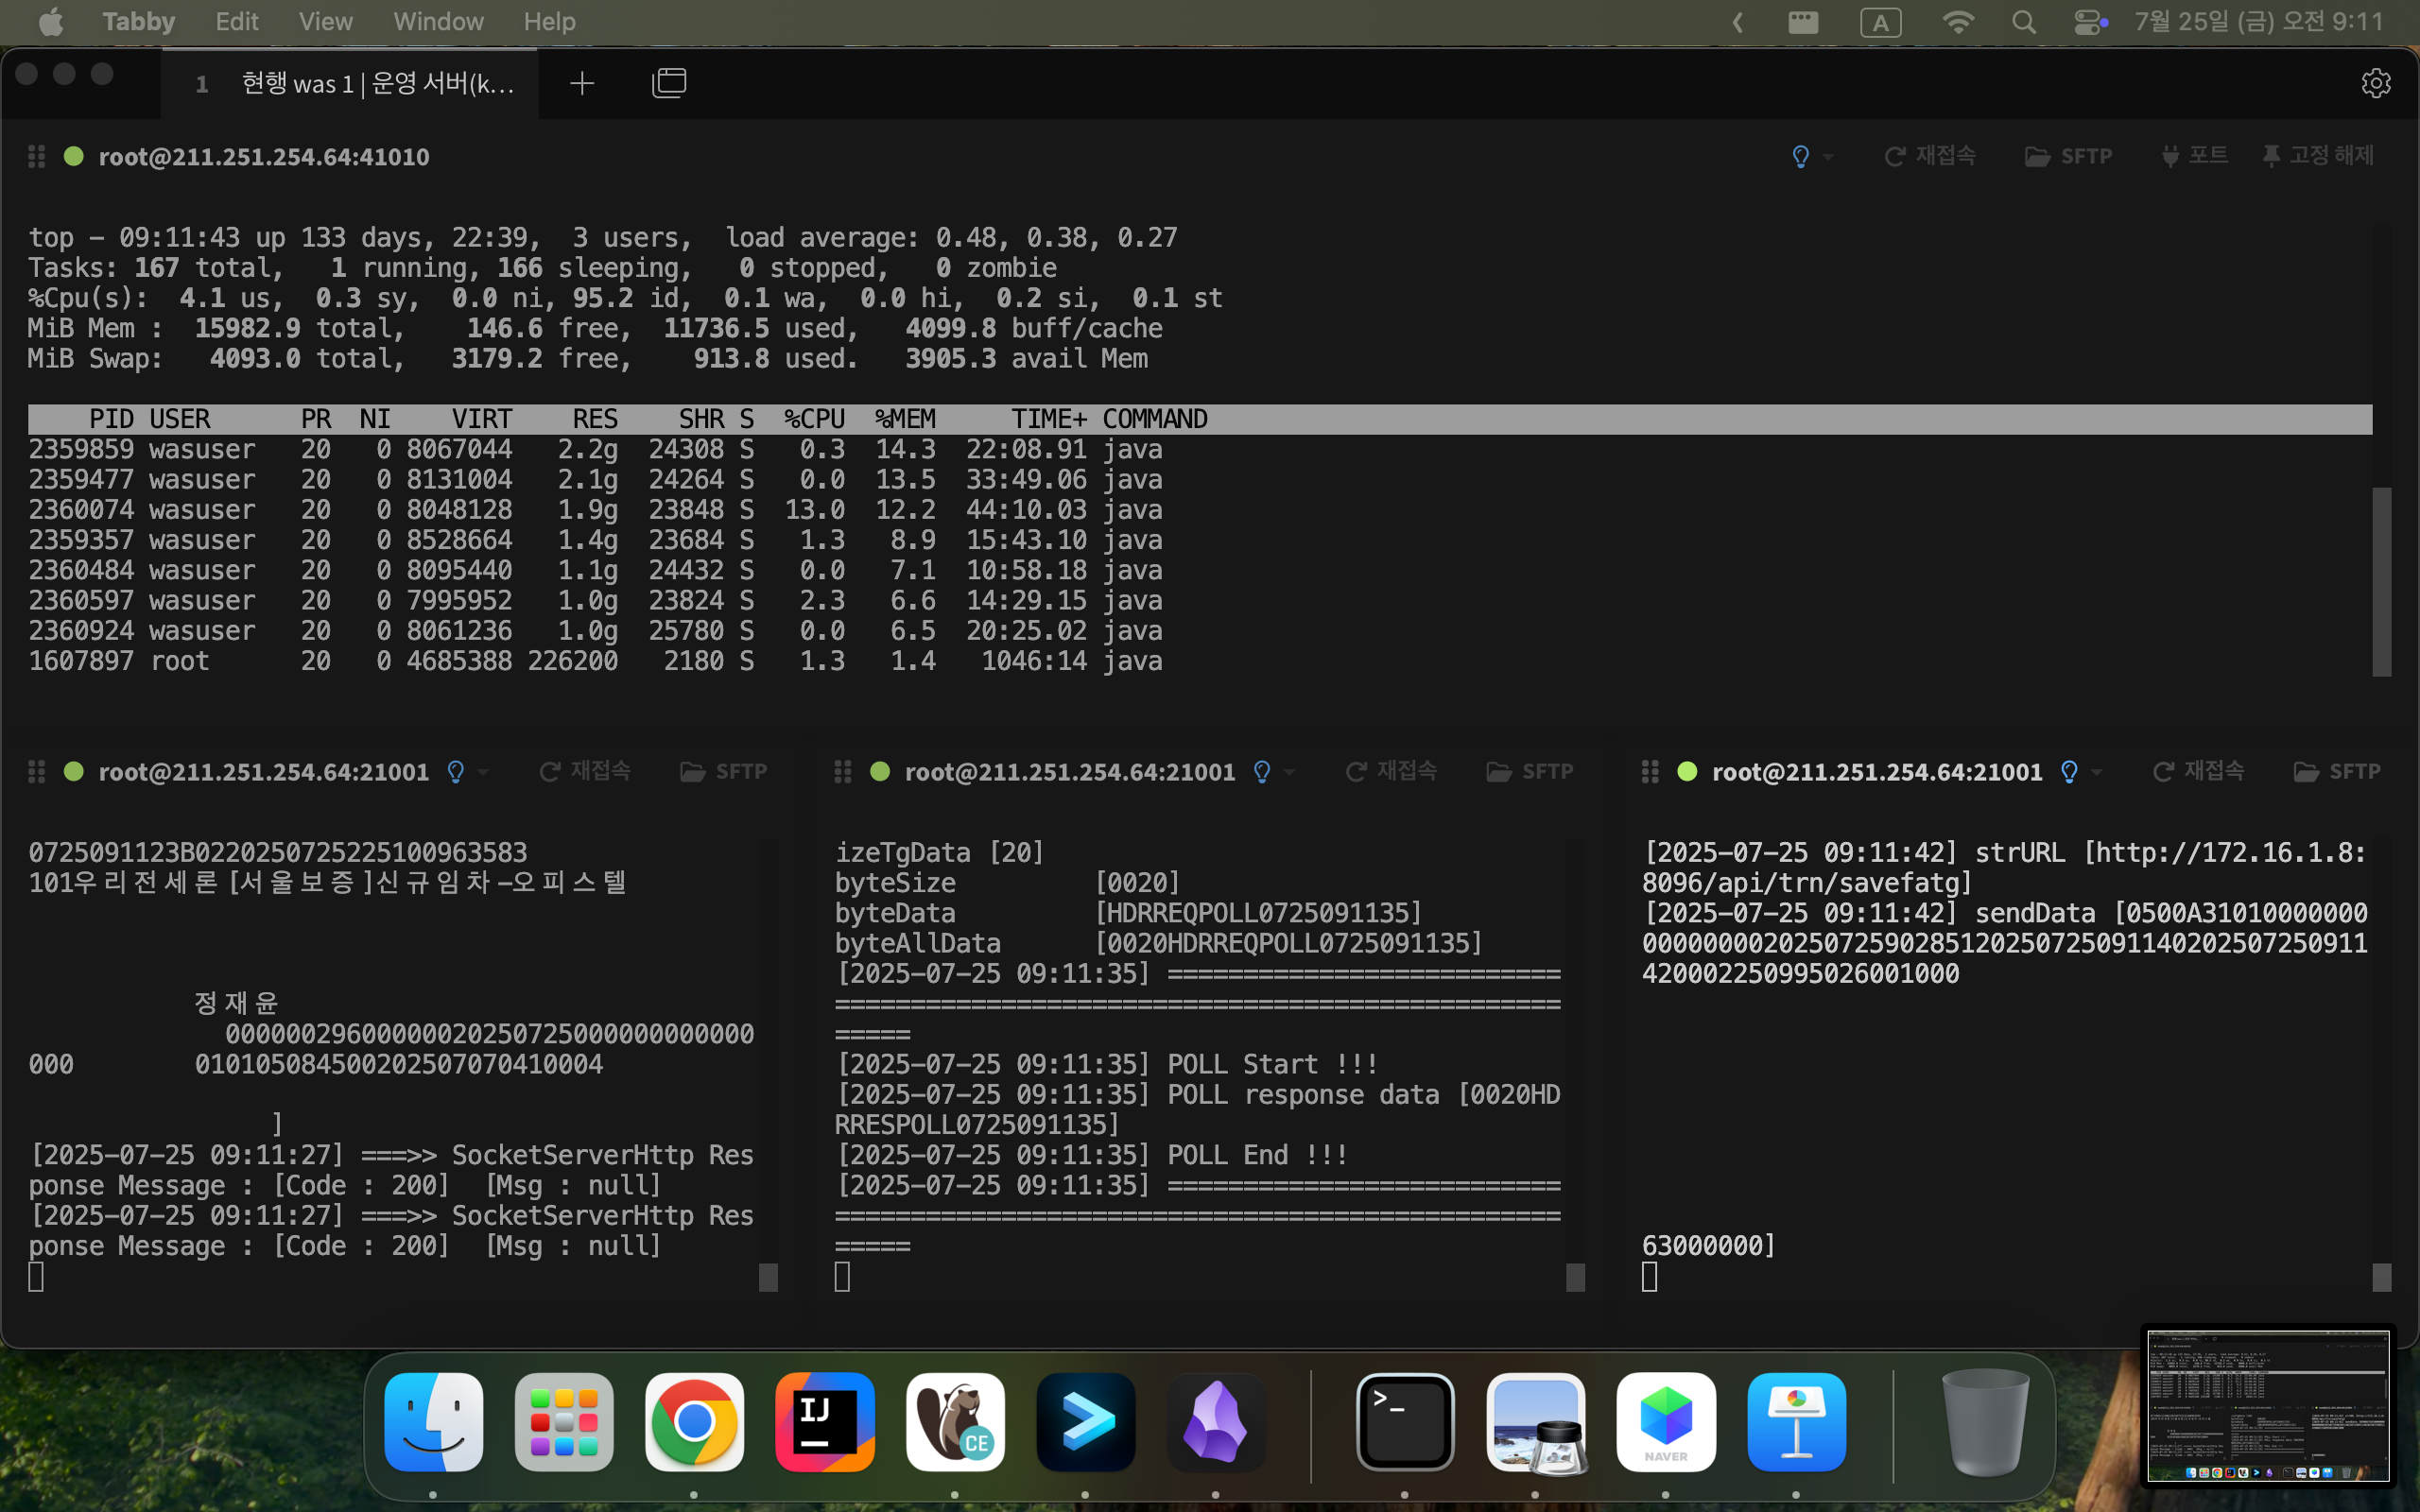 Tabby Edit View Window Help A 7월 25일 (금) 오전 9:11
1 현행 was 1 | 운영 서버(k...
root@211.251.254.64:41010 재접속 SFTP 포트 고정 해제
top - 09:11:43 up 133 days, 22:39, 3 users, load average: 0.48, 0.38, 0.27
Tasks: 167 total, 1 running, 166 sleeping, 0 stopped, 0 zombie
%Cpu(s): 4.1 us, 0.3 sy, 0.0 ni, 95.2 id, 0.1 wa, 0.0 hi, 0.2 si, 0.1 st
MiB Mem : 15982.9 total, 146.6 free, 11736.5 used, 4099.8 buff/cache
MiB Swap: 4093.0 total, 3179.2 free, 913.8 used. 3905.3 avail Mem
PID USER PR NI VIRT RES SHR S %CPU %MEM TIME+ COMMAND
2359859 wasuser 20 0 8067044 2.2g 24308 S 0.3 14.3 22:08.91 java
2359477 wasuser 20 0 8131004 2.1g 24264 S 0.0 13.5 33:49.06 java
2360074 wasuser 20 0 8048128 1.9g 23848 S 13.0 12.2 44:10.03 java
2359357 wasuser 20 0 8528664 1.4g 23684 S 1.3 8.9 15:43.10 java
2360484 wasuser 20 0 8095440 1.1g 24432 S 0.0 7.1 10:58.18 java
2360597 wasuser 20 0 7995952 1.0g 23824 S 2.3 6.6 14:29.15 java
2360924 wasuser 20 0 8061236 1.0g 25780 S 0.0 6.5 20:25.02 java
1607897 root 20 0 4685388 226200 2180 S 1.3 1.4 1046:14 java
root@211.251.254.64:21001 재접속 SFTP
0725091123B0220250725225100963583
101우리전세론 [서울보증]신규임차-오피스텔
정재윤
00000029600000020250725000000000000
000 010105084500202507070410004
]
[2025-07-25 09:11:27] ===>> SocketServerHttp Res
ponse Message : [Code : 200] [Msg : null]
[2025-07-25 09:11:27] ===>> SocketServerHttp Res
ponse Message : [Code : 200] [Msg : null]
root@211.251.254.64:21001 재접속 SFTP
izeTgData [20]
byteSize [0020]
byteData [HDRREQPOLL0725091135]
byteAllData [0020HDRREQPOLL0725091135]
[2025-07-25 09:11:35] ==========================
================================================
=====
[2025-07-25 09:11:35] POLL Start !!!
[2025-07-25 09:11:35] POLL response data [0020HD
RRESPOLL0725091135]
[2025-07-25 09:11:35] POLL End !!!
[2025-07-25 09:11:35] ==========================
================================================
=====
root@211.251.254.64:21001 재접속 SFTP
[2025-07-25 09:11:42] strURL [http://172.16.1.8:
8096/api/trn/savefatg]
[2025-07-25 09:11:42] sendData [0500A31010000000
000000000202507259028512025072509114020250725​0911
420002250995026001000
63000000]
IJ
CE
>_
NAVER